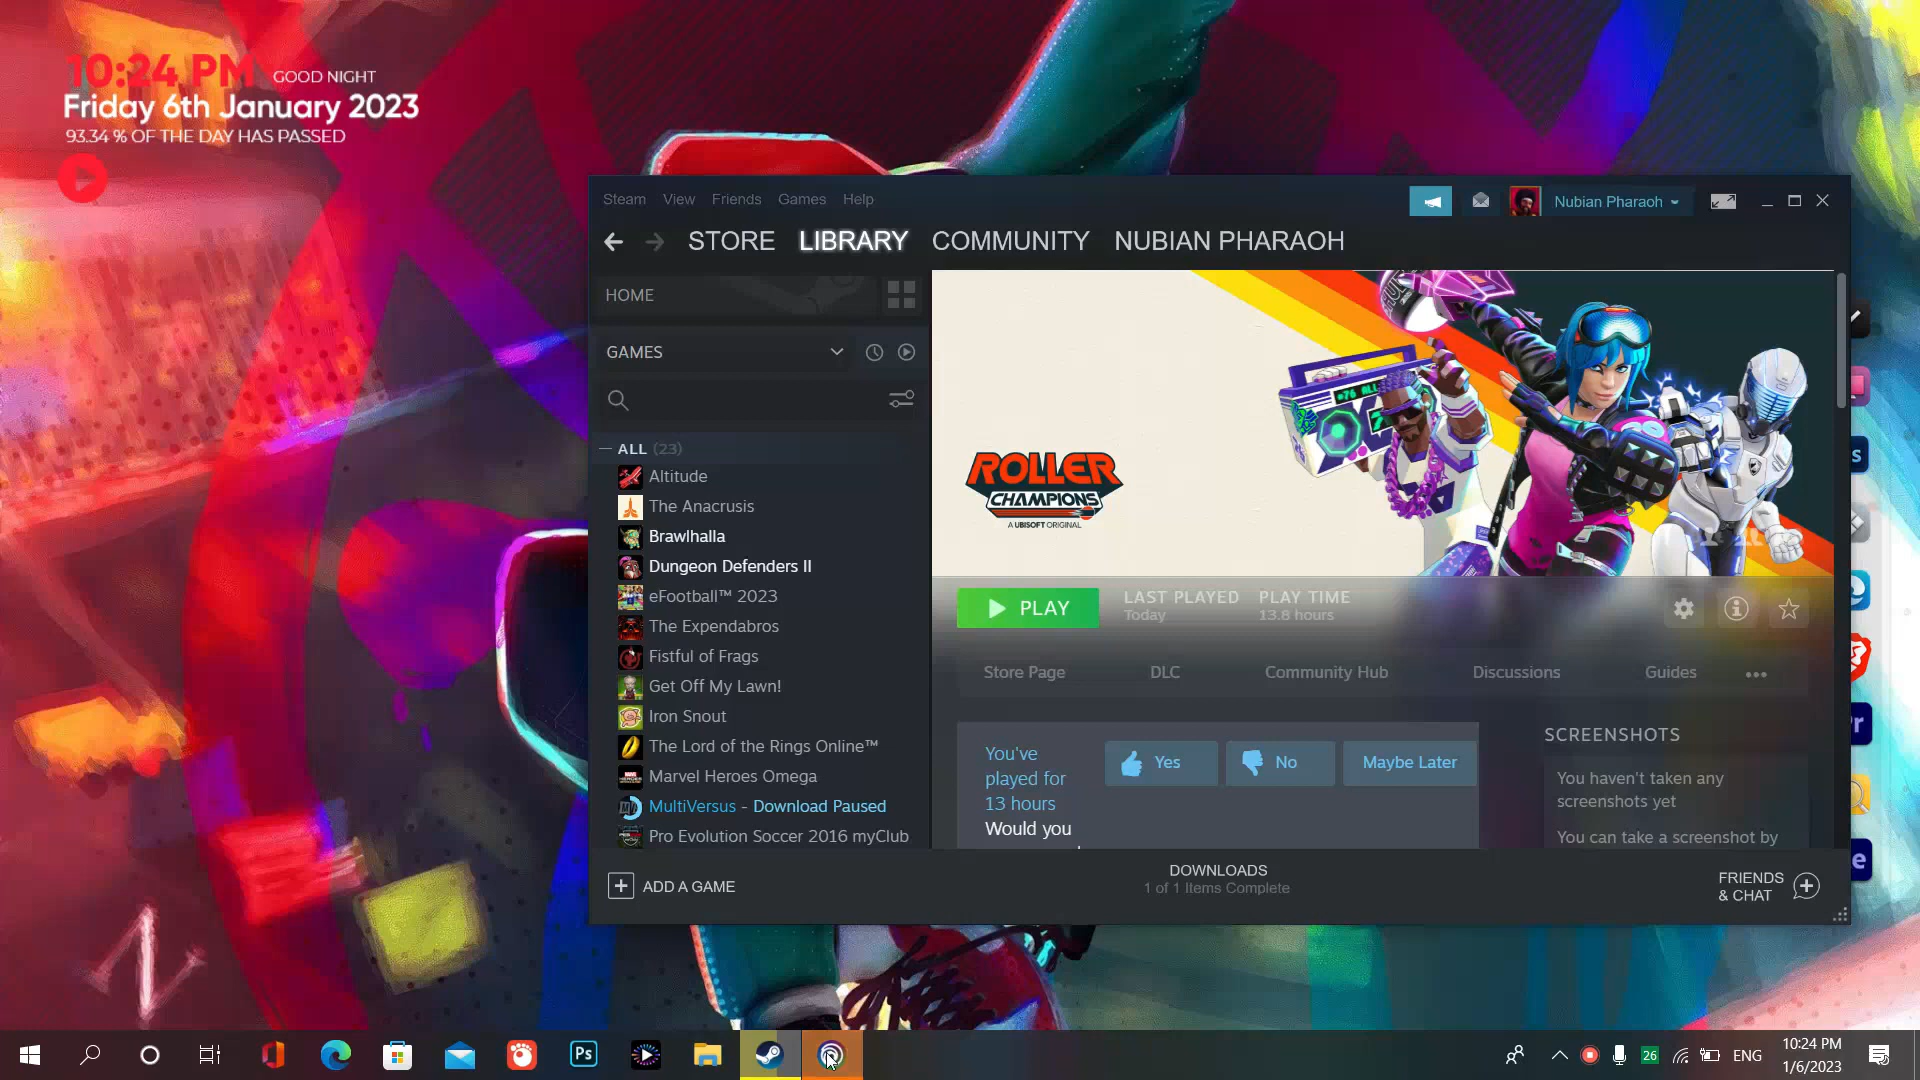 10:24 PM GOOD NIGHT
Friday 6th January 2023
93.34 % OF THE DAY HAS PASSED
Steam View Friends Games Help
Nubian Pharaoh
STORE LIBRARY COMMUNITY NUBIAN PHARAOH
HOME
GAMES
ALL (23)
Altitude
The Anacrusis
Brawlhalla
Dungeon Defenders II
eFootball™ 2023
The Expendabros
Fistful of Frags
Get Off My Lawn!
Iron Snout
The Lord of the Rings Online™
Marvel Heroes Omega
MultiVersus - Download Paused
Pro Evolution Soccer 2016 myClub
ROLLER
CHAMPIONS
A UBISOFT ORIGINAL
PLAY
LAST PLAYED
Today
PLAY TIME
13.8 hours
Store Page DLC Community Hub Discussions Guides
You've
played for
13 hours
Would you
Yes No Maybe Later
SCREENSHOTS
You haven't taken any
screenshots yet
You can take a screenshot by
ADD A GAME
DOWNLOADS
1 of 1 Items Complete
FRIENDS
& CHAT
Ps
26
ENG
10:24 PM
1/6/2023